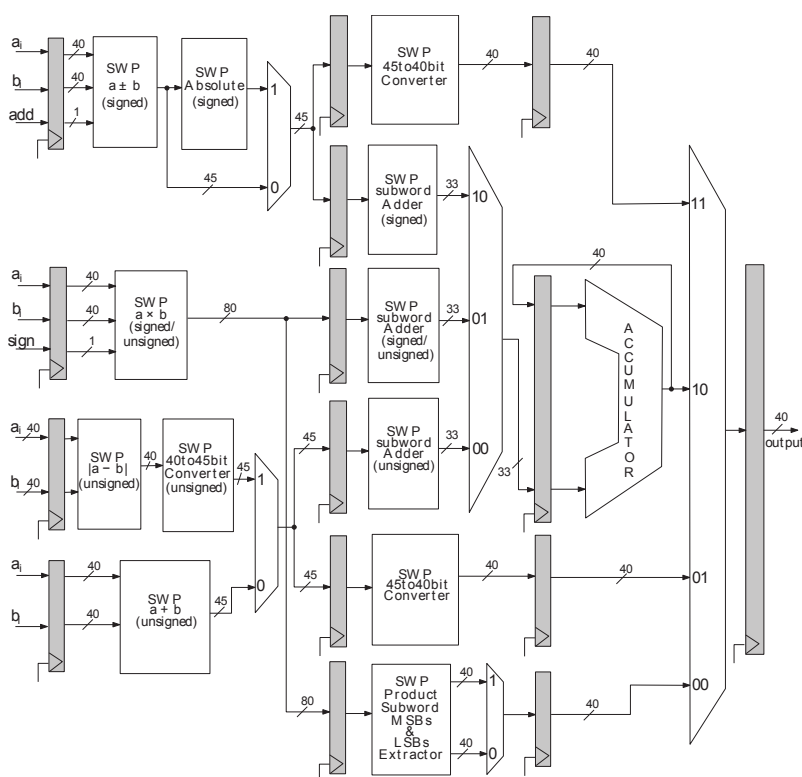 aᵢ
bᵢ
add
40
40
1
SWP
a ± b
(signed)
SWP
Absolute
(signed)
45
1
0
45
SWP
45to40bit
Converter
40
40
SWP
subword
Adder
(signed)
33
10
11
aᵢ
bᵢ
sign
40
40
1
SWP
a × b
(signed/
unsigned)
80
SWP
subword
Adder
(signed/
unsigned)
33
01
40
ACCUMULATOR
10
40
output
aᵢ
40
bᵢ
40
SWP
|a − b|
(unsigned)
40
SWP
40to45bit
Converter
(unsigned)
45
1
0
45
SWP
subword
Adder
(unsigned)
33
00
33
aᵢ
bᵢ
40
40
SWP
a + b
(unsigned)
45
45
SWP
45to40bit
Converter
40
40
01
80
SWP
Product
Subword
MSBs
&
LSBs
Extractor
40
40
1
0
40
00